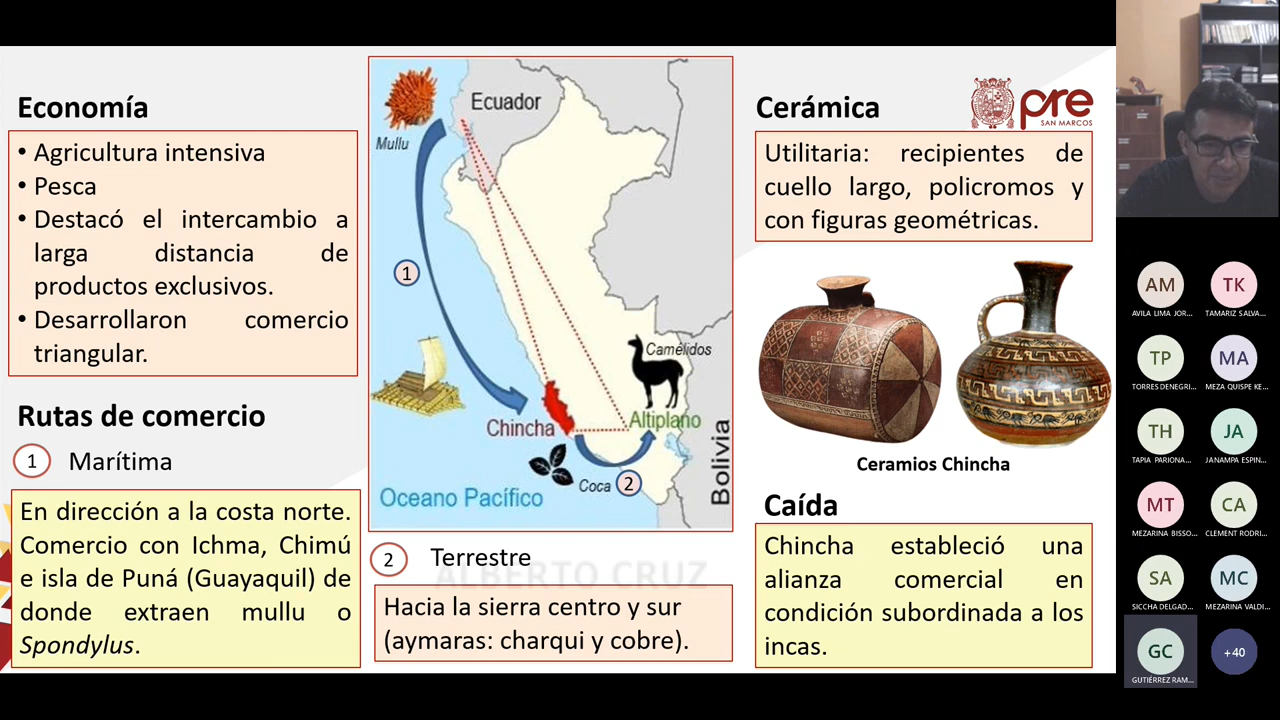 Economía
• Agricultura intensiva
• Pesca
• Destacó el intercambio a
larga distancia de
productos exclusivos.
• Desarrollaron comercio
triangular.
Rutas de comercio
1 Marítima
En dirección a la costa norte.
Comercio con Ichma, Chimú
e isla de Puná (Guayaquil) de
donde extraen mullu o
Spondylus.
Ecuador
Mullu
1
Camélidos
Altiplano
Chincha
Coca 2
Bolivia
Oceano Pacífico
2 Terrestre
ALBERTO CRUZ
Hacia la sierra centro y sur
(aymaras: charqui y cobre).
Cerámica
pre
SAN MARCOS
Utilitaria: recipientes de
cuello largo, policromos y
con figuras geométricas.
Ceramios Chincha
Caída
Chincha estableció una
alianza comercial en
condición subordinada a los
incas.
AM TK
AVILA LIMA JOR... TAMARIZ SALVA...
TP MA
TORRES DENEGRI... MEZA QUISPE KE...
TH JA
TAPIA PARIONA... JANAMPA ESPIN...
MT CA
MEZARINA BISSO... CLEMENT RODRI...
SA MC
SICCHA DELGAD... MEZARINA VALDI...
GC +40
GUTIÉRREZ RAM...